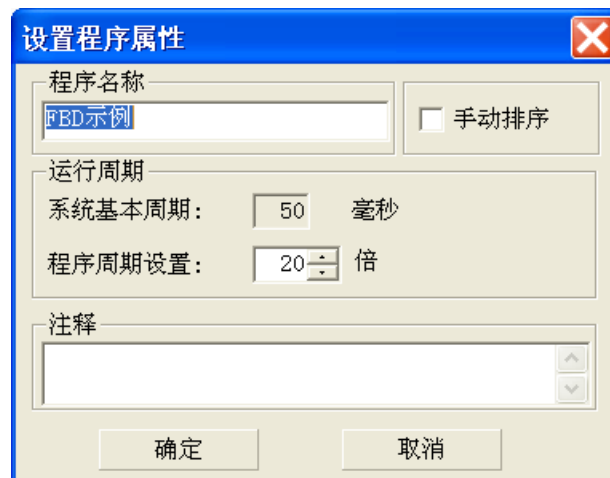 设置程序属性
程序名称
FBD示例
手动排序
运行周期
系统基本周期: 50 毫秒
程序周期设置: 20 倍
注释
确定 取消